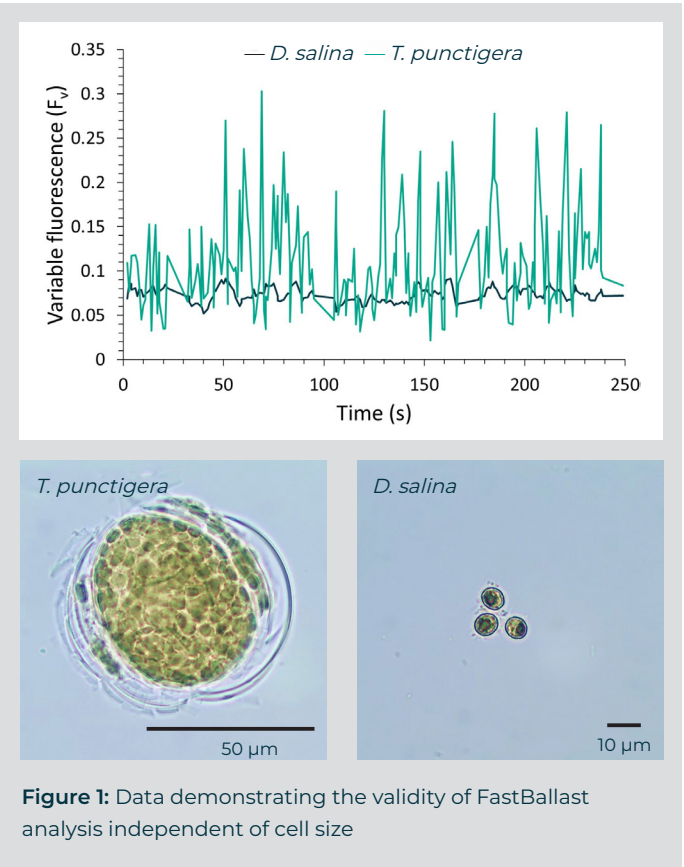 0.35
D. salina T. punctigera
0.3
0.25
0.2
0.15
0.1
0.05
0
Variable fluorescence (Fv)
0 50 100 150 200 250
Time (s)
T. punctigera
50 µm
D. salina
10 µm
Figure 1: Data demonstrating the validity of FastBallast
analysis independent of cell size